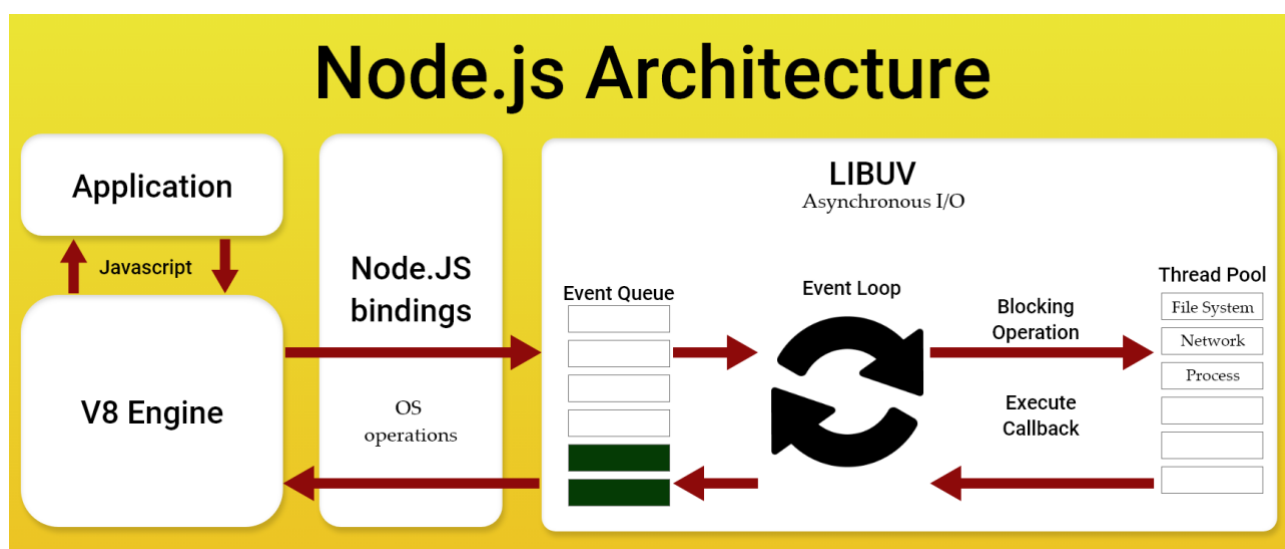 Node.js Architecture
Application
Javascript
V8 Engine
Node.JS
bindings
OS
operations
LIBUV
Asynchronous I/O
Event Queue
Event Loop
Blocking
Operation
Execute
Callback
Thread Pool
File System
Network
Process